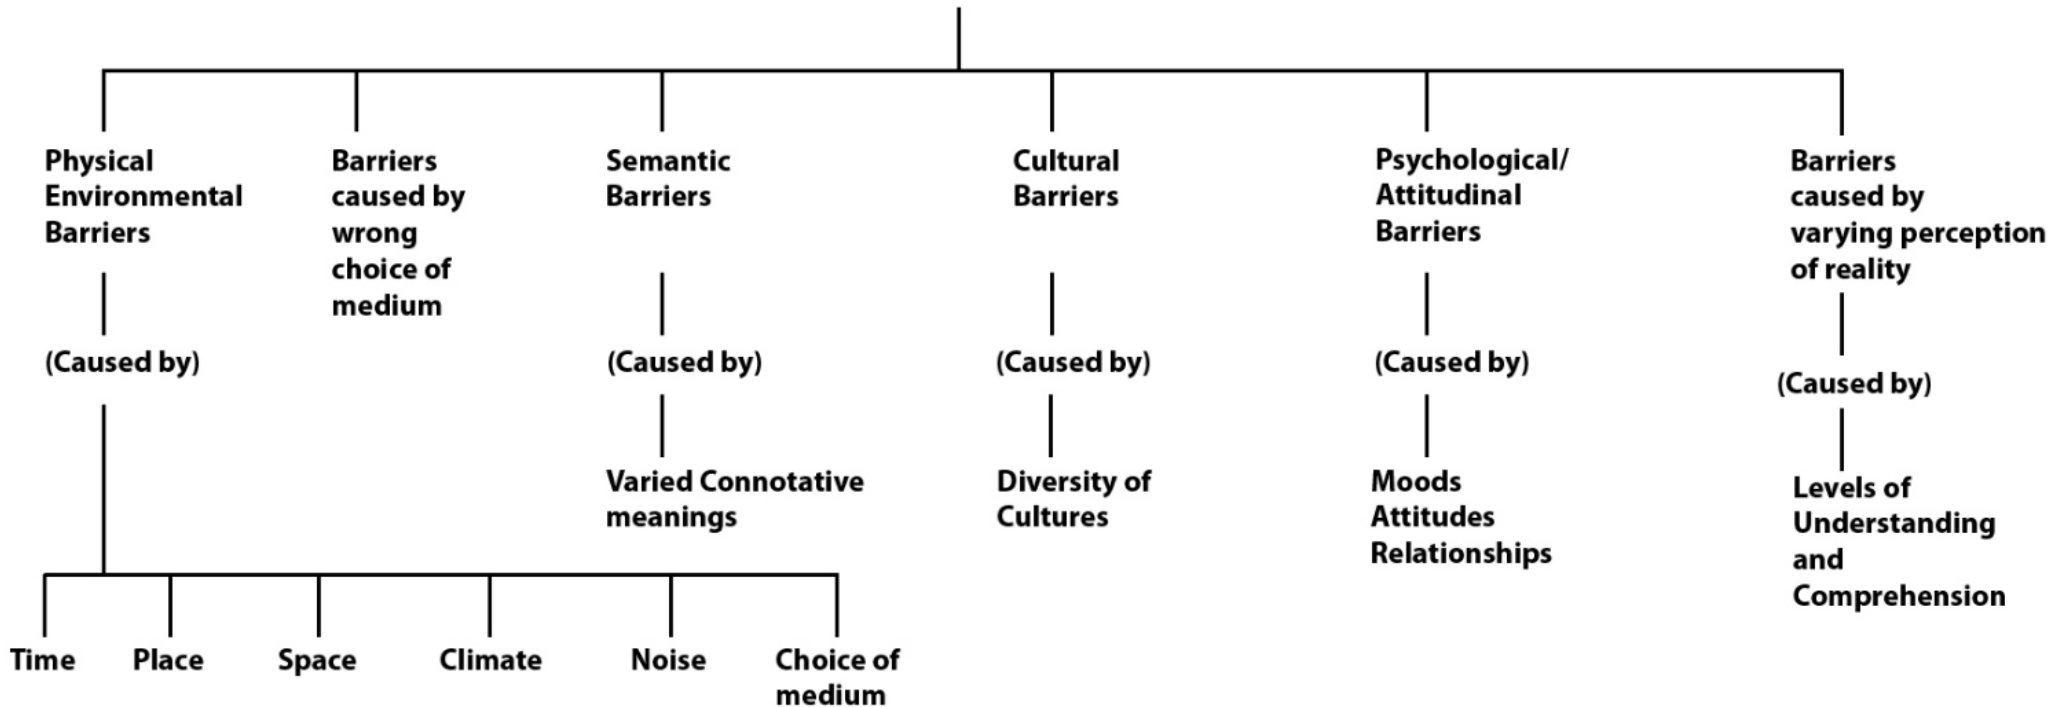 Physical
Environmental
Barriers
Barriers
caused by
wrong
choice of
medium
Semantic
Barriers
Cultural
Barriers
Psychological/
Attitudinal
Barriers
Barriers
caused by
varying perception
of reality
(Caused by)
(Caused by)
(Caused by)
(Caused by)
(Caused by)
Varied Connotative
meanings
Diversity of
Cultures
Moods
Attitudes
Relationships
Levels of
Understanding
and
Comprehension
Time
Place
Space
Climate
Noise
Choice of
medium